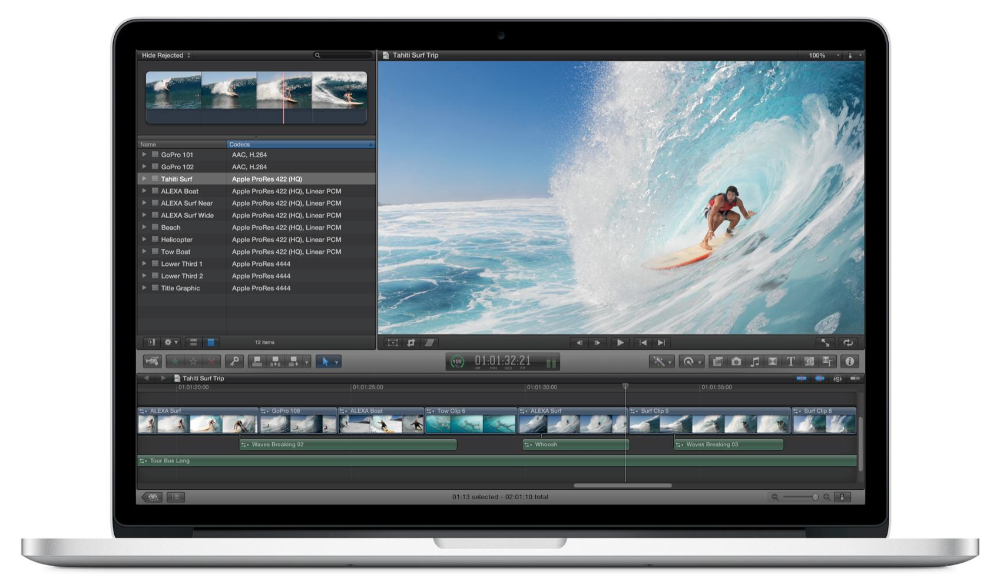 Hide Rejected
Tahiti Surf Trip
100%
Name Codecs
GoPro 101 AAC, H.264
GoPro 102 AAC, H.264
Tahiti Surf Apple ProRes 422 (HQ)
ALEXA Boat Apple ProRes 422 (HQ), Linear PCM
ALEXA Surf Near Apple ProRes 422 (HQ), Linear PCM
ALEXA Surf Wide Apple ProRes 422 (HQ), Linear PCM
Beach Apple ProRes 422 (HQ), Linear PCM
Helicopter Apple ProRes 422 (HQ), Linear PCM
Tow Boat Apple ProRes 422 (HQ), Linear PCM
Lower Third 1 Apple ProRes 4444
Lower Third 2 Apple ProRes 4444
Title Graphic Apple ProRes 4444
12 items
100 % 01:01:32:21
HR MIN SEC FR
Tahiti Surf Trip
01:01:20:00 01:01:25:00 01:01:30:00 01:01:35:00
ALEXA Surf GoPro 108 ALEXA Boat Tow Clip 6 ALEXA Surf Surf Clip 5 Surf Clip 8
Waves Breaking 02 Whoosh Waves Breaking 03
Tour Bus Long
01:13 selected - 02:01:10 total